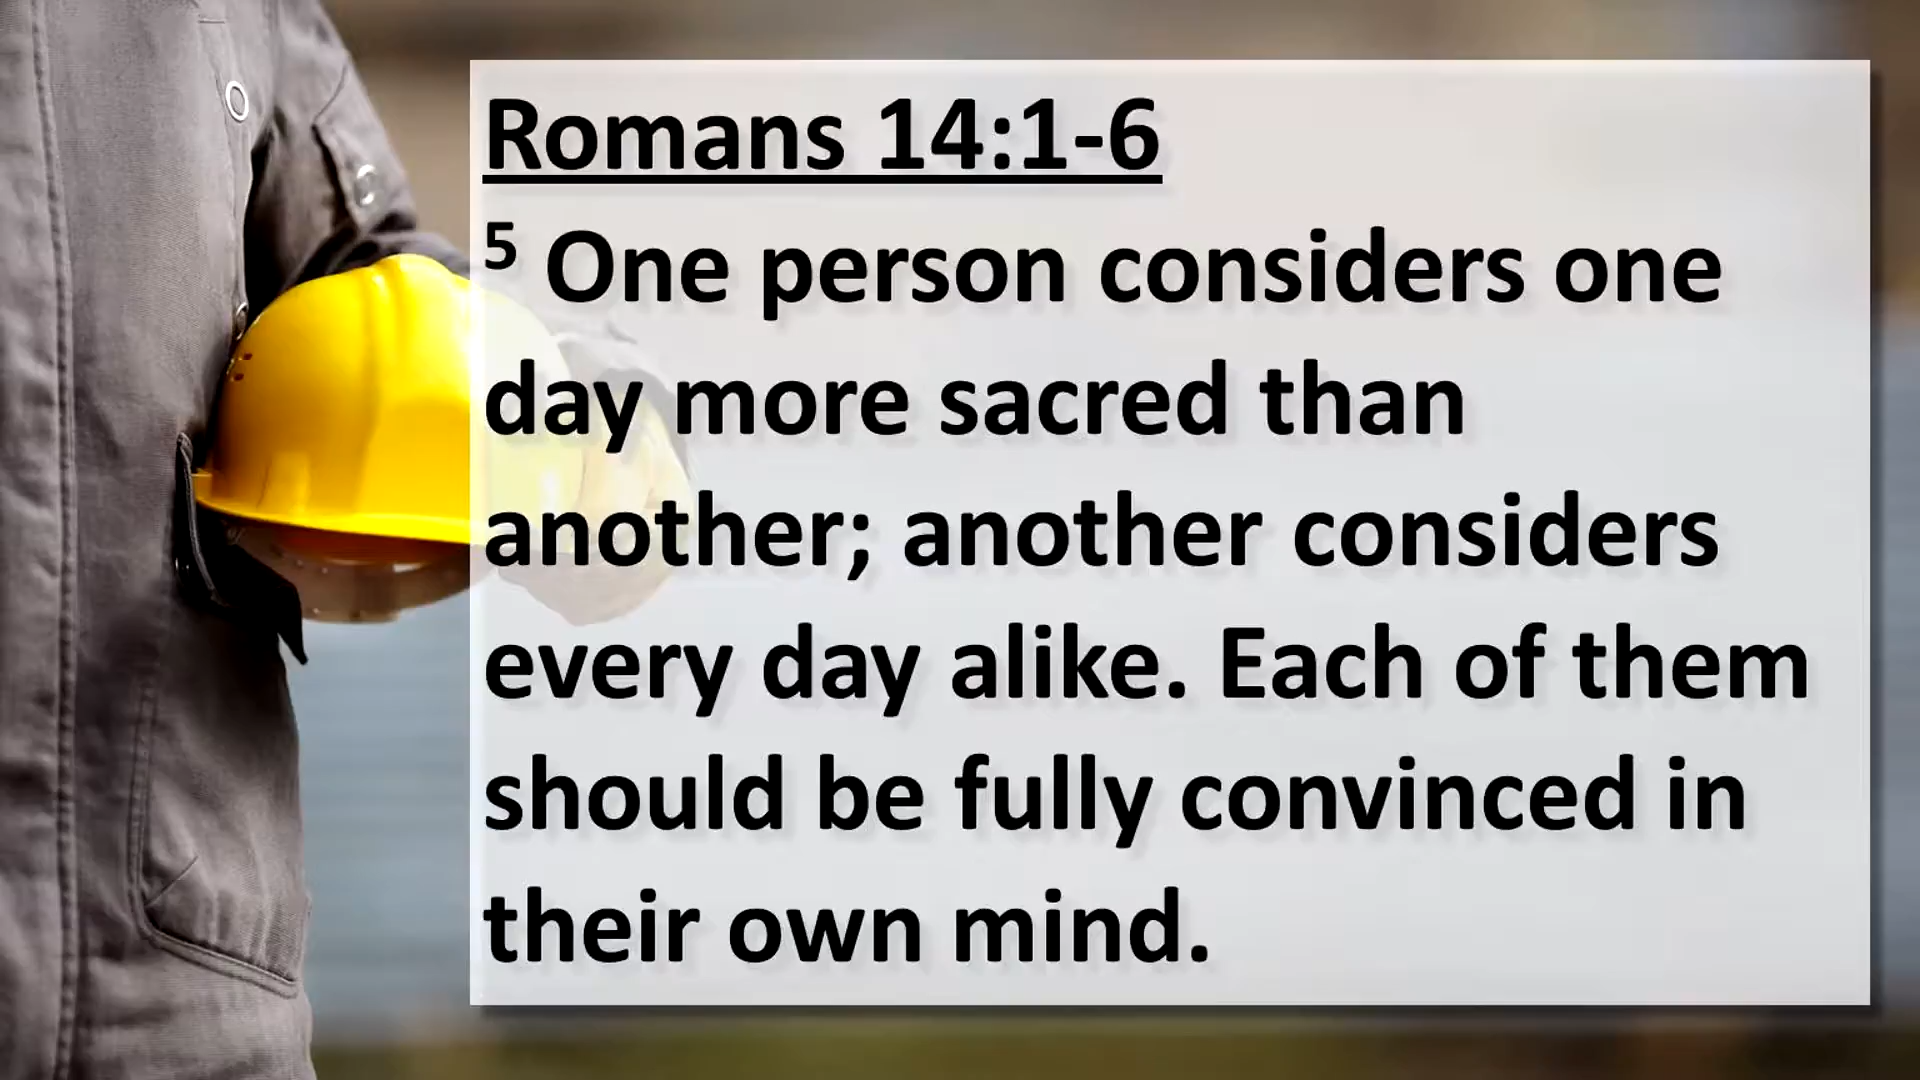 Romans 14:1-6
5 One person considers one
day more sacred than
another; another considers
every day alike. Each of them
should be fully convinced in
their own mind.